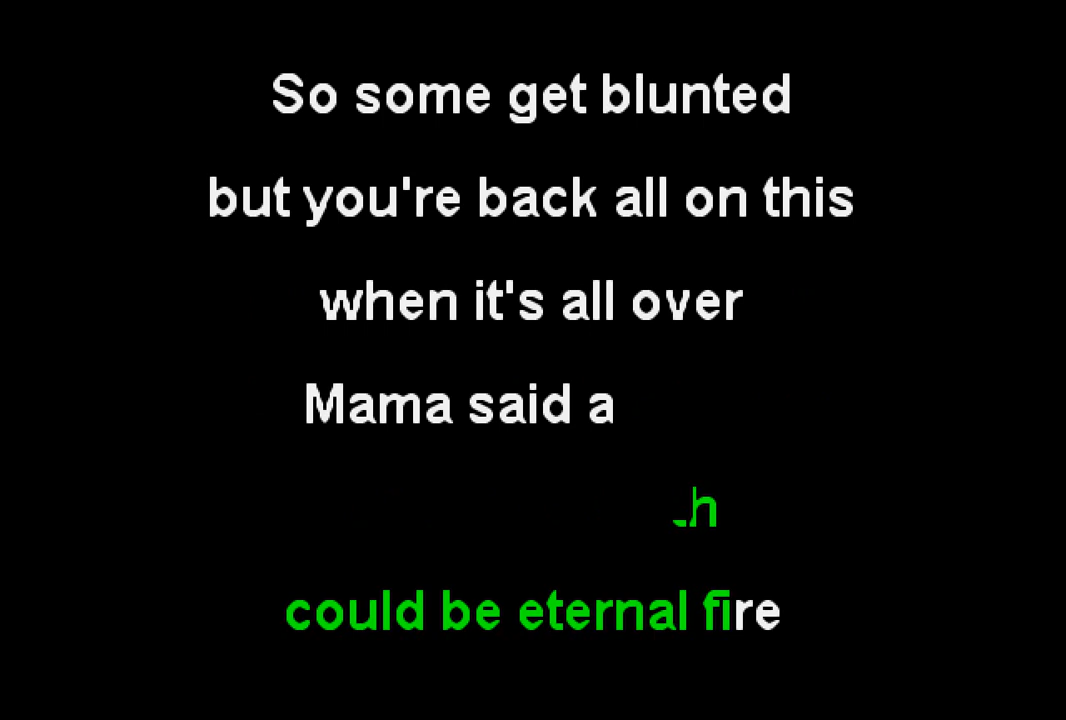 So some get blunted
but you're back all on this
when it's all over
Mama said a
h
could be eternal fire